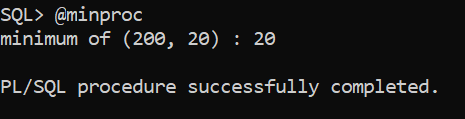 SQL> @minproc
minimum of (200, 20) : 20
PL/SQL procedure successfully completed.